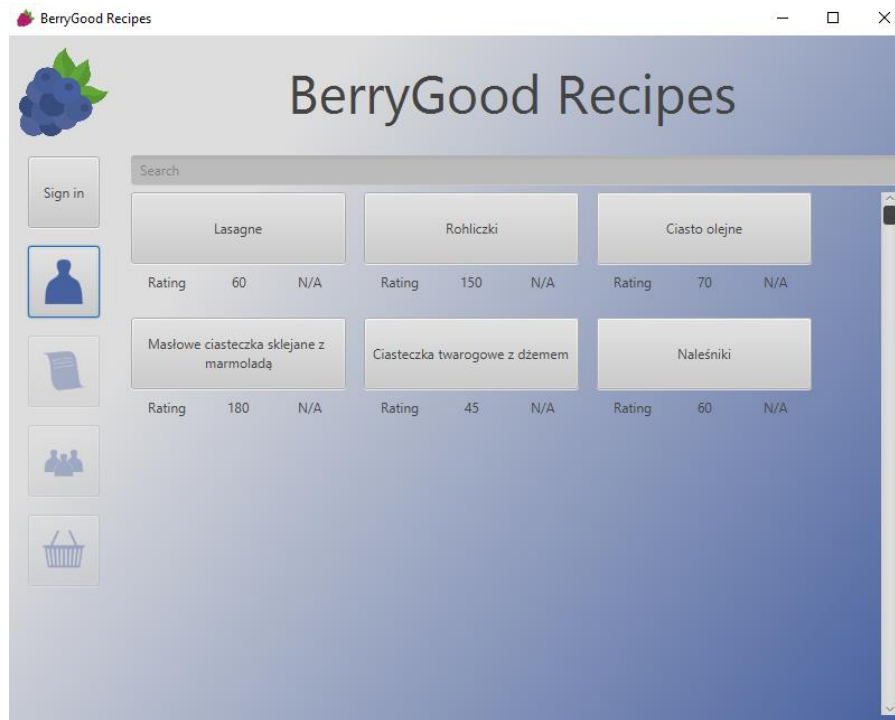 BerryGood Recipes
BerryGood Recipes
Sign in
Search
Lasagne
Rohliczki
Ciasto olejne
Rating 60 N/A
Rating 150 N/A
Rating 70 N/A
Masłowe ciasteczka sklejane z
marmoladą
Ciasteczka twarogowe z dżemem
Naleśniki
Rating 180 N/A
Rating 45 N/A
Rating 60 N/A